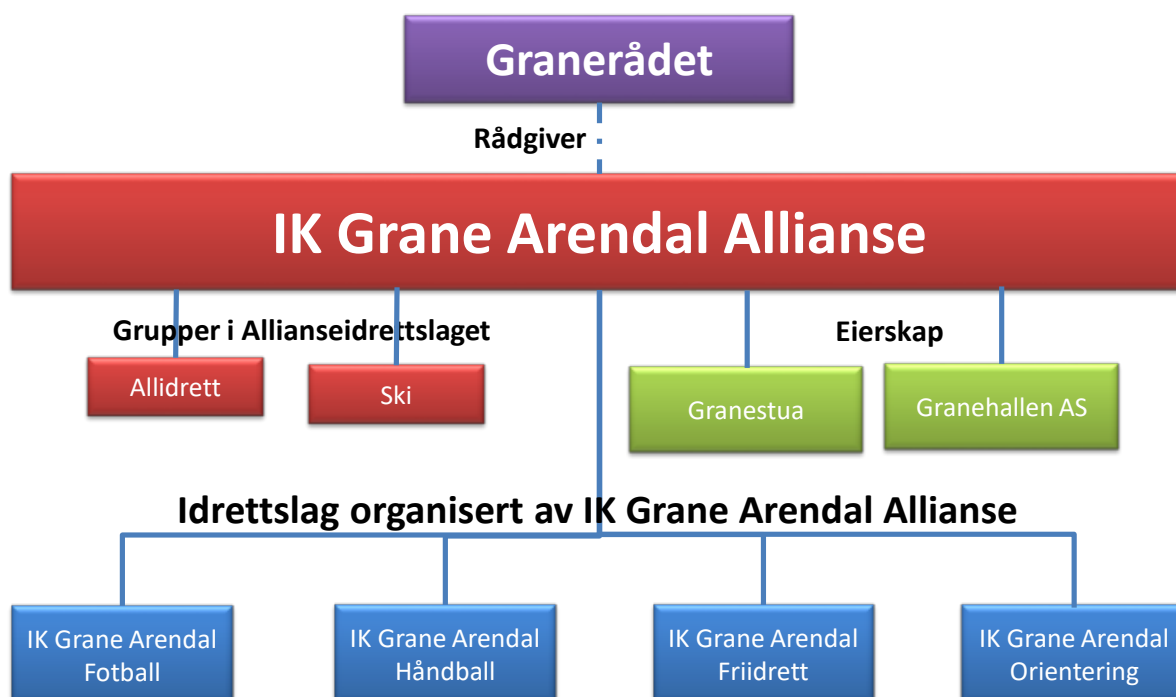 Granerådet
Rådgiver
IK Grane Arendal Allianse
Grupper i Allianseidrettslaget
Eierskap
Allidrett
Ski
Granestua
Granehallen AS
Idrettslag organisert av IK Grane Arendal Allianse
IK Grane Arendal
Fotball
IK Grane Arendal
Håndball
IK Grane Arendal
Friidrett
IK Grane Arendal
Orientering